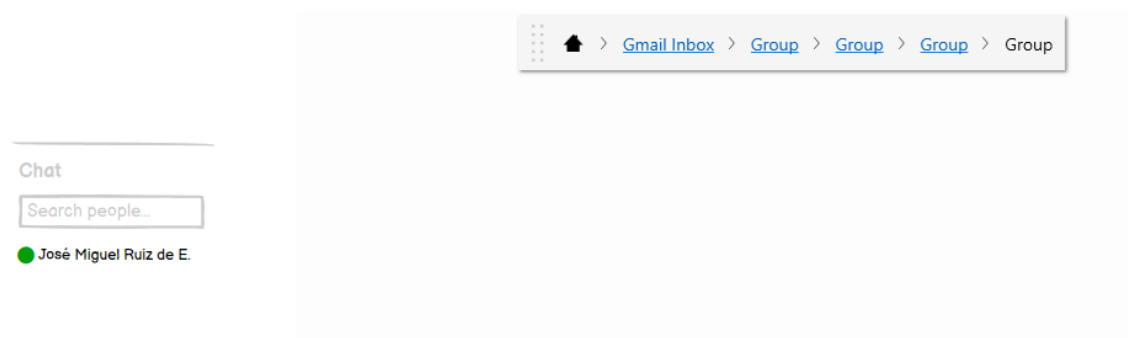 Gmail Inbox > Group > Group > Group > Group
Chat
Search people...
José Miguel Ruiz de E.